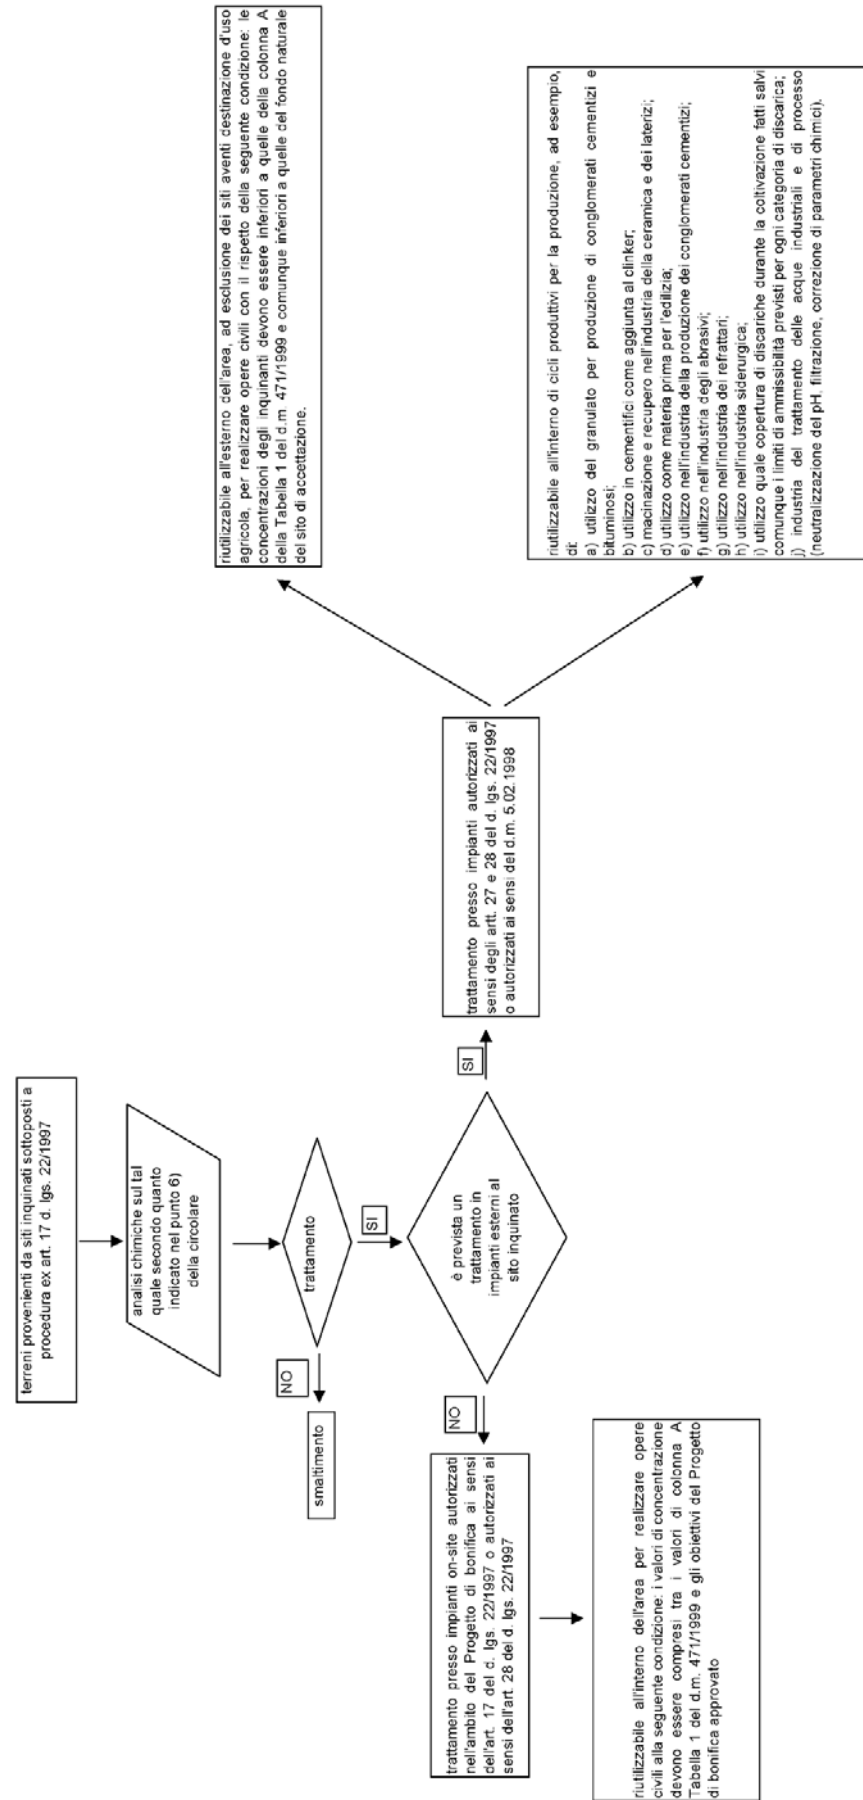 terreni provenienti da siti inquinati sottoposti a
procedura ex art. 17 d. lgs. 22/1997
analisi chimiche sul tal
quale secondo quanto
indicato nel punto 6)
della circolare
trattamento
NO
smaltimento
SI
è prevista un
trattamento in
impianti esterni al
sito inquinato
NO
trattamento presso impianti on-site autorizzati
nell'ambito del Progetto di bonifica ai sensi
dell'art. 17 del d. lgs. 22/1997 o autorizzati ai
sensi dell'art. 28 del d. lgs. 22/1997
riutilizzabile all'interno dell'area per realizzare opere
civili alla seguente condizione: i valori di concentrazione
devono essere compresi tra i valori di colonna A
Tabella 1 del d.m. 471/1999 e gli obiettivi del Progetto
di bonifica approvato
SI
trattamento presso impianti autorizzati ai
sensi degli artt. 27 e 28 del d. lgs. 22/1997
o autorizzati ai sensi del d.m. 5.02.1998
riutilizzabile all'esterno dell'area, ad esclusione dei siti aventi destinazione d'uso
agricola, per realizzare opere civili con il rispetto della seguente condizione: le
concentrazioni degli inquinanti devono essere inferiori a quelle della colonna A
della Tabella 1 del d.m. 471/1999 e comunque inferiori a quelle del fondo naturale
del sito di accettazione.
riutilizzabile all'interno di cicli produttivi per la produzione, ad esempio,
di:
a) utilizzo del granulato per produzione di conglomerati cementizi e
bituminosi;
b) utilizzo in cementifici come aggiunta al clinker;
c) macinazione e recupero nell'industria della ceramica e dei laterizi;
d) utilizzo come materia prima per l'edilizia;
e) utilizzo nell'industria della produzione dei conglomerati cementizi;
f) utilizzo nell'industria degli abrasivi;
g) utilizzo nell'industria dei refrattari;
h) utilizzo nell'industria siderurgica;
i) utilizzo quale copertura di discariche durante la coltivazione fatti salvi
comunque i limiti di ammissibilità previsti per ogni categoria di discarica;
j) industria del trattamento delle acque industriali e di processo
(neutralizzazione del pH, filtrazione, correzione di parametri chimici).